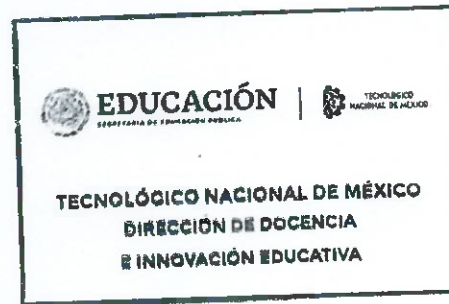 EDUCACIÓN
SECRETARÍA DE EDUCACIÓN PÚBLICA
TECNOLÓGICO
NACIONAL DE MÉXICO
TECNOLÓGICO NACIONAL DE MÉXICO
DIRECCIÓN DE DOCENCIA
E INNOVACIÓN EDUCATIVA